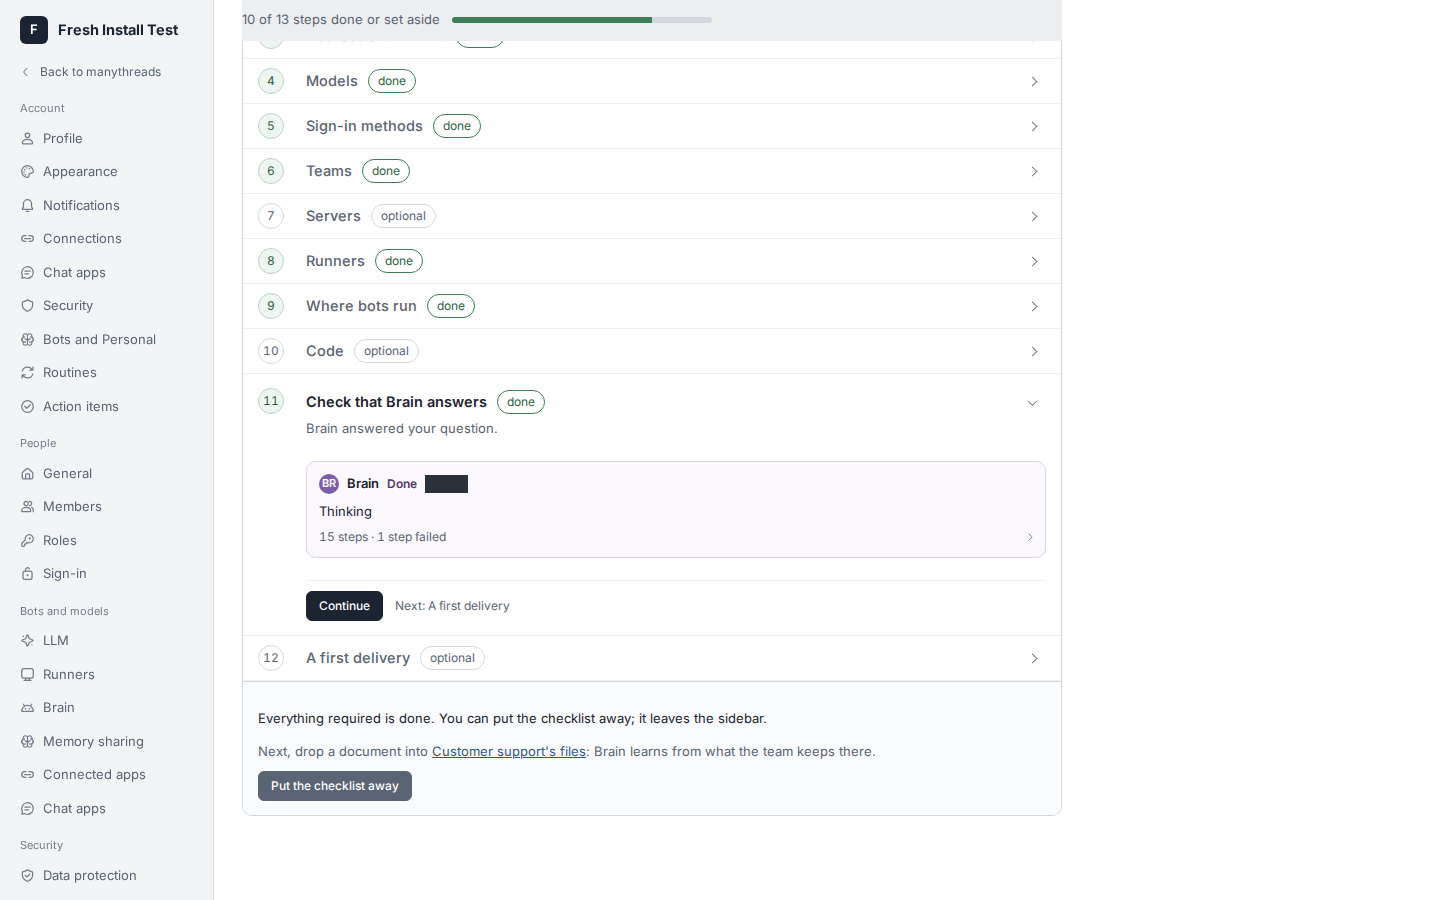 F Fresh Install Test
Back to manythreads
Account
Profile
Appearance
Notifications
Connections
Chat apps
Security
Bots and Personal
Routines
Action items
People
General
Members
Roles
Sign-in
Bots and models
LLM
Runners
Brain
Memory sharing
Connected apps
Chat apps
Security
Data protection
10 of 13 steps done or set aside
4 Models done
5 Sign-in methods done
6 Teams done
7 Servers optional
8 Runners done
9 Where bots run done
10 Code optional
11 Check that Brain answers done
Brain answered your question.
BR Brain Done
Thinking
15 steps · 1 step failed
Continue Next: A first delivery
12 A first delivery optional
Everything required is done. You can put the checklist away; it leaves the sidebar.
Next, drop a document into Customer support's files: Brain learns from what the team keeps there.
Put the checklist away